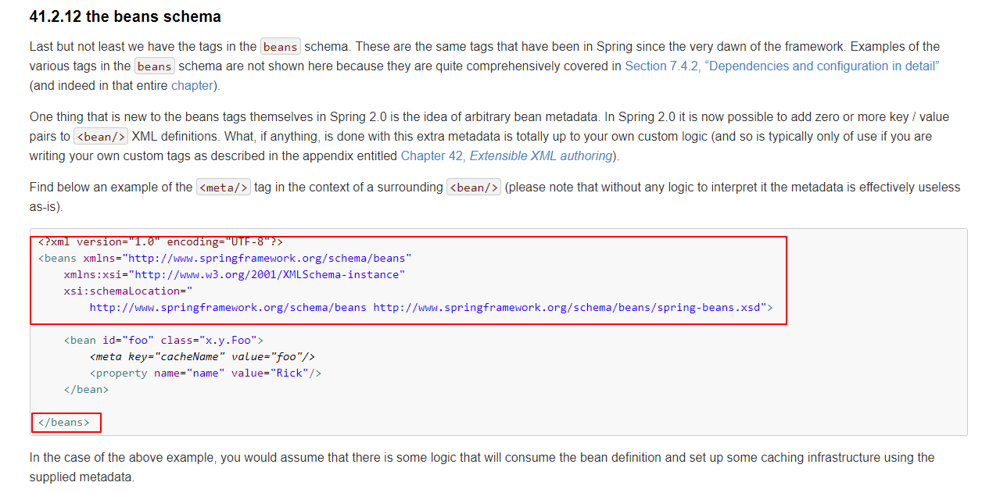 41.2.12 the beans schema
Last but not least we have the tags in the beans schema. These are the same tags that have been in Spring since the very dawn of the framework. Examples of the
various tags in the beans schema are not shown here because they are quite comprehensively covered in Section 7.4.2, “Dependencies and configuration in detail”
(and indeed in that entire chapter).
One thing that is new to the beans tags themselves in Spring 2.0 is the idea of arbitrary bean metadata. In Spring 2.0 it is now possible to add zero or more key / value
pairs to <bean/> XML definitions. What, if anything, is done with this extra metadata is totally up to your own custom logic (and so is typically only of use if you are
writing your own custom tags as described in the appendix entitled Chapter 42, Extensible XML authoring).
Find below an example of the <meta/> tag in the context of a surrounding <bean/> (please note that without any logic to interpret it the metadata is effectively useless
as-is).
<?xml version="1.0" encoding="UTF-8"?>
<beans xmlns="http://www.springframework.org/schema/beans"
    xmlns:xsi="http://www.w3.org/2001/XMLSchema-instance"
    xsi:schemaLocation="
        http://www.springframework.org/schema/beans http://www.springframework.org/schema/beans/spring-beans.xsd">
    <bean id="foo" class="x.y.Foo">
        <meta key="cacheName" value="foo"/>
        <property name="name" value="Rick"/>
    </bean>
</beans>
In the case of the above example, you would assume that there is some logic that will consume the bean definition and set up some caching infrastructure using the
supplied metadata.